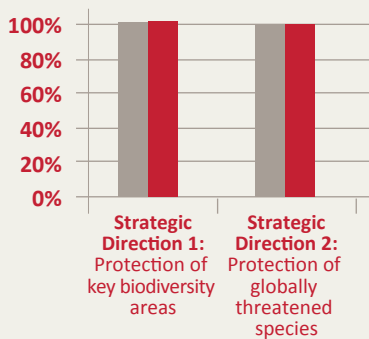 100%
80%
60%
40%
20%
0%
Strategic
Direction 1:
Protection of
key biodiversity
areas
Strategic
Direction 2:
Protection of
globally
threatened
species